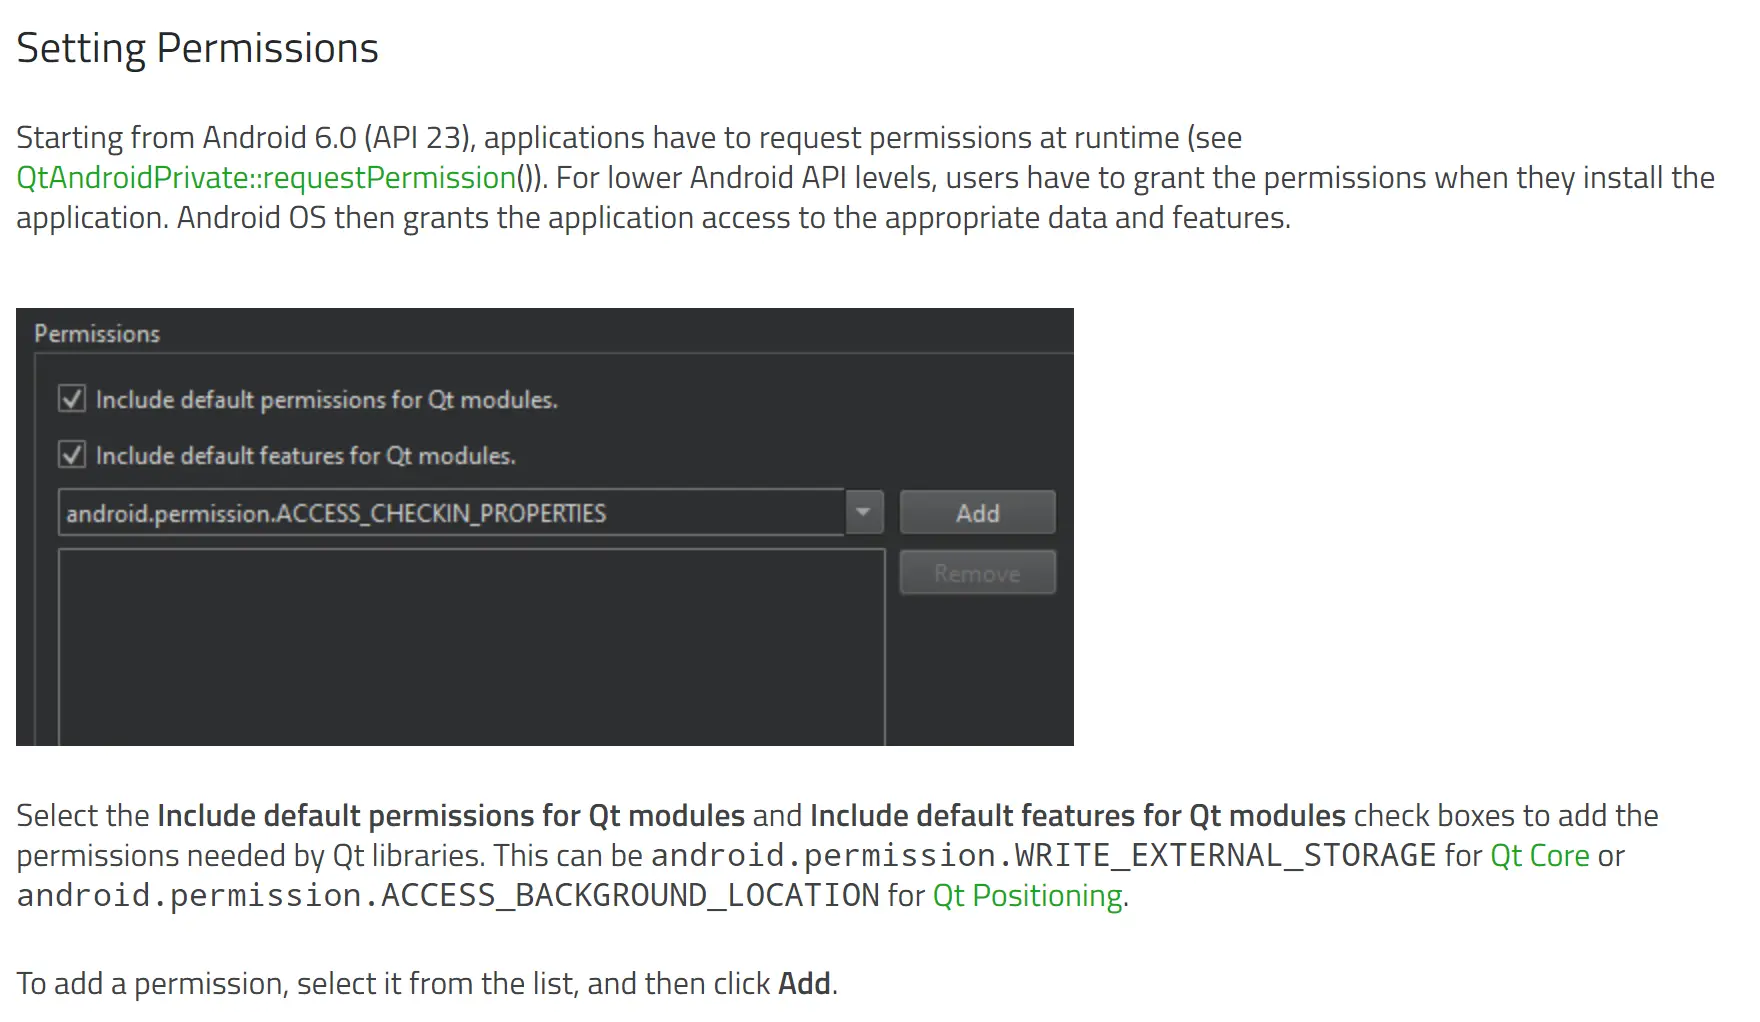 Setting Permissions
Starting from Android 6.0 (API 23), applications have to request permissions at runtime (see
QtAndroidPrivate::requestPermission()). For lower Android API levels, users have to grant the permissions when they install the
application. Android OS then grants the application access to the appropriate data and features.
Permissions
Include default permissions for Qt modules.
Include default features for Qt modules.
android.permission.ACCESS_CHECKIN_PROPERTIES
Add
Remove
Select the Include default permissions for Qt modules and Include default features for Qt modules check boxes to add the
permissions needed by Qt libraries. This can be android.permission.WRITE_EXTERNAL_STORAGE for Qt Core or
android.permission.ACCESS_BACKGROUND_LOCATION for Qt Positioning.
To add a permission, select it from the list, and then click Add.